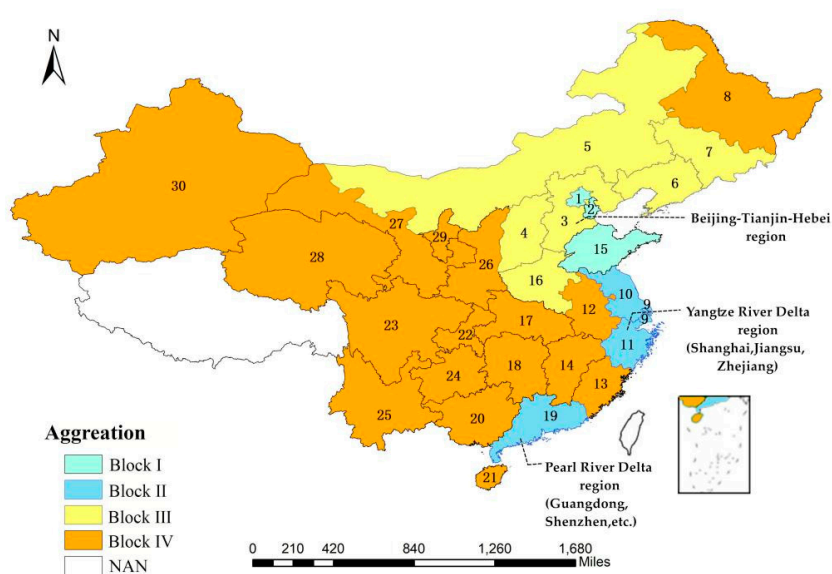 N
8
5
7
30
6
1
2
3
Beijing-Tianjin-Hebei
region
27
4
29
15
28
26
16
10
9
9
12
Yangtze River Delta
region
(Shanghai,Jiangsu,
Zhejiang)
23
17
11
22
18
14
24
13
25
20
19
21
Pearl River Delta
region
(Guangdong,
Shenzhen,etc.)
Aggreation
Block I
Block II
Block III
Block IV
NAN
0 210 420 840 1,260 1,680
Miles